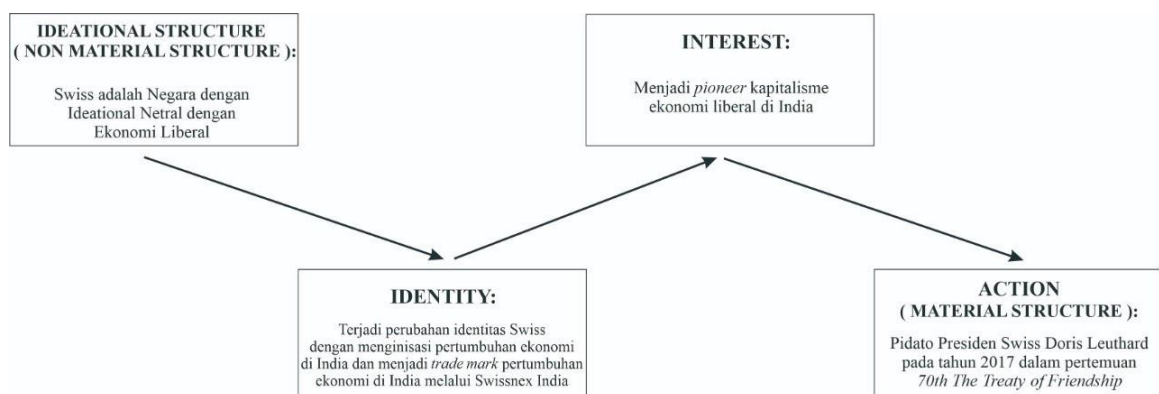 IDEATIONAL STRUCTURE
( NON MATERIAL STRUCTURE ):
Swiss adalah Negara dengan
Ideational Netral dengan
Ekonomi Liberal
IDENTITY:
Terjadi perubahan identitas Swiss
dengan menginisasi pertumbuhan ekonomi
di India dan menjadi trade mark pertumbuhan
ekonomi di India melalui Swissnex India
INTEREST:
Menjadi pioneer kapitalisme
ekonomi liberal di India
ACTION
( MATERIAL STRUCTURE ):
Pidato Presiden Swiss Doris Leuthard
pada tahun 2017 dalam pertemuan
70th The Treaty of Friendship